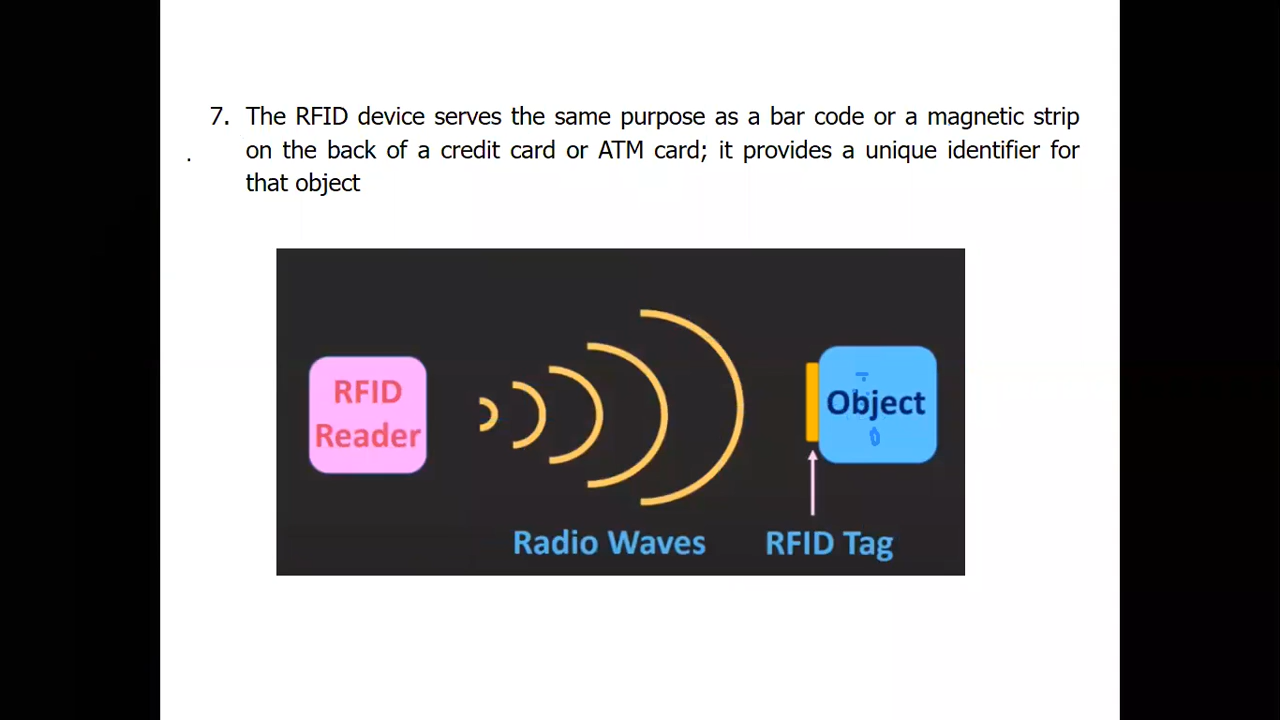 7. The RFID device serves the same purpose as a bar code or a magnetic strip
on the back of a credit card or ATM card; it provides a unique identifier for
that object
RFID
Reader
Object
Radio Waves
RFID Tag